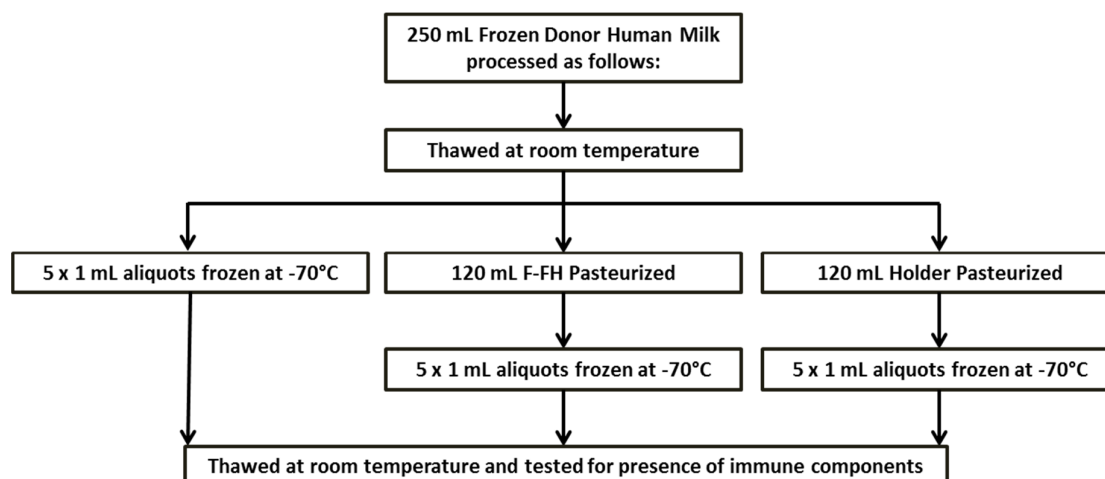 250 mL Frozen Donor Human Milk
processed as follows:
Thawed at room temperature
5 x 1 mL aliquots frozen at -70°C
120 mL F-FH Pasteurized
120 mL Holder Pasteurized
5 x 1 mL aliquots frozen at -70°C
5 x 1 mL aliquots frozen at -70°C
Thawed at room temperature and tested for presence of immune components